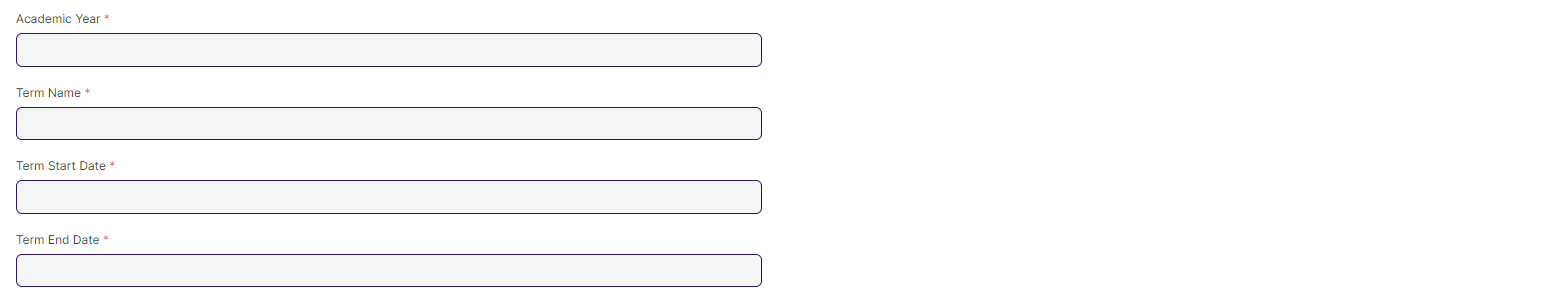 Academic Year *
Term Name *
Term Start Date *
Term End Date *